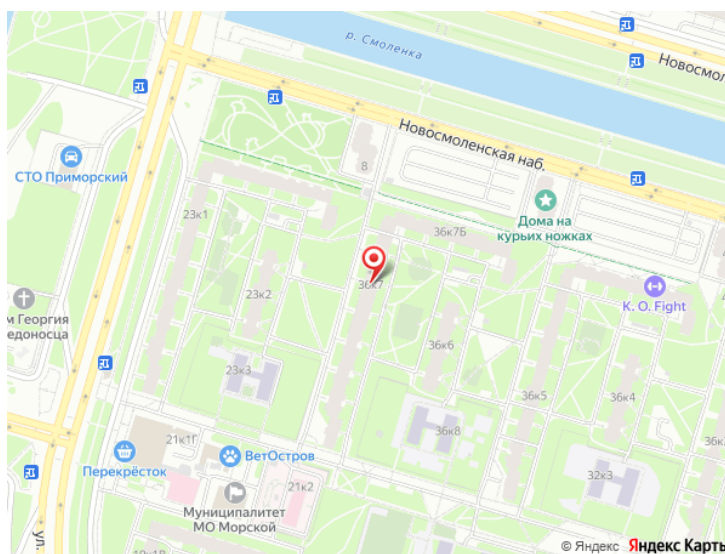 р. Смоленка
Новосмоленская
Новосмоленская наб.
СТО Приморский
8
23к1
Дома на
курьих ножках
36к7Б
36к7
23к2
K. O. Fight
м Георгия
едоносца
36к6
23к3
36к5
36к4
21к1Г
36к8
Перекрёсток
ВетОстров
32к3
21к2
Муниципалитет
МО Морской
ул.
© Яндекс Яндекс Карты